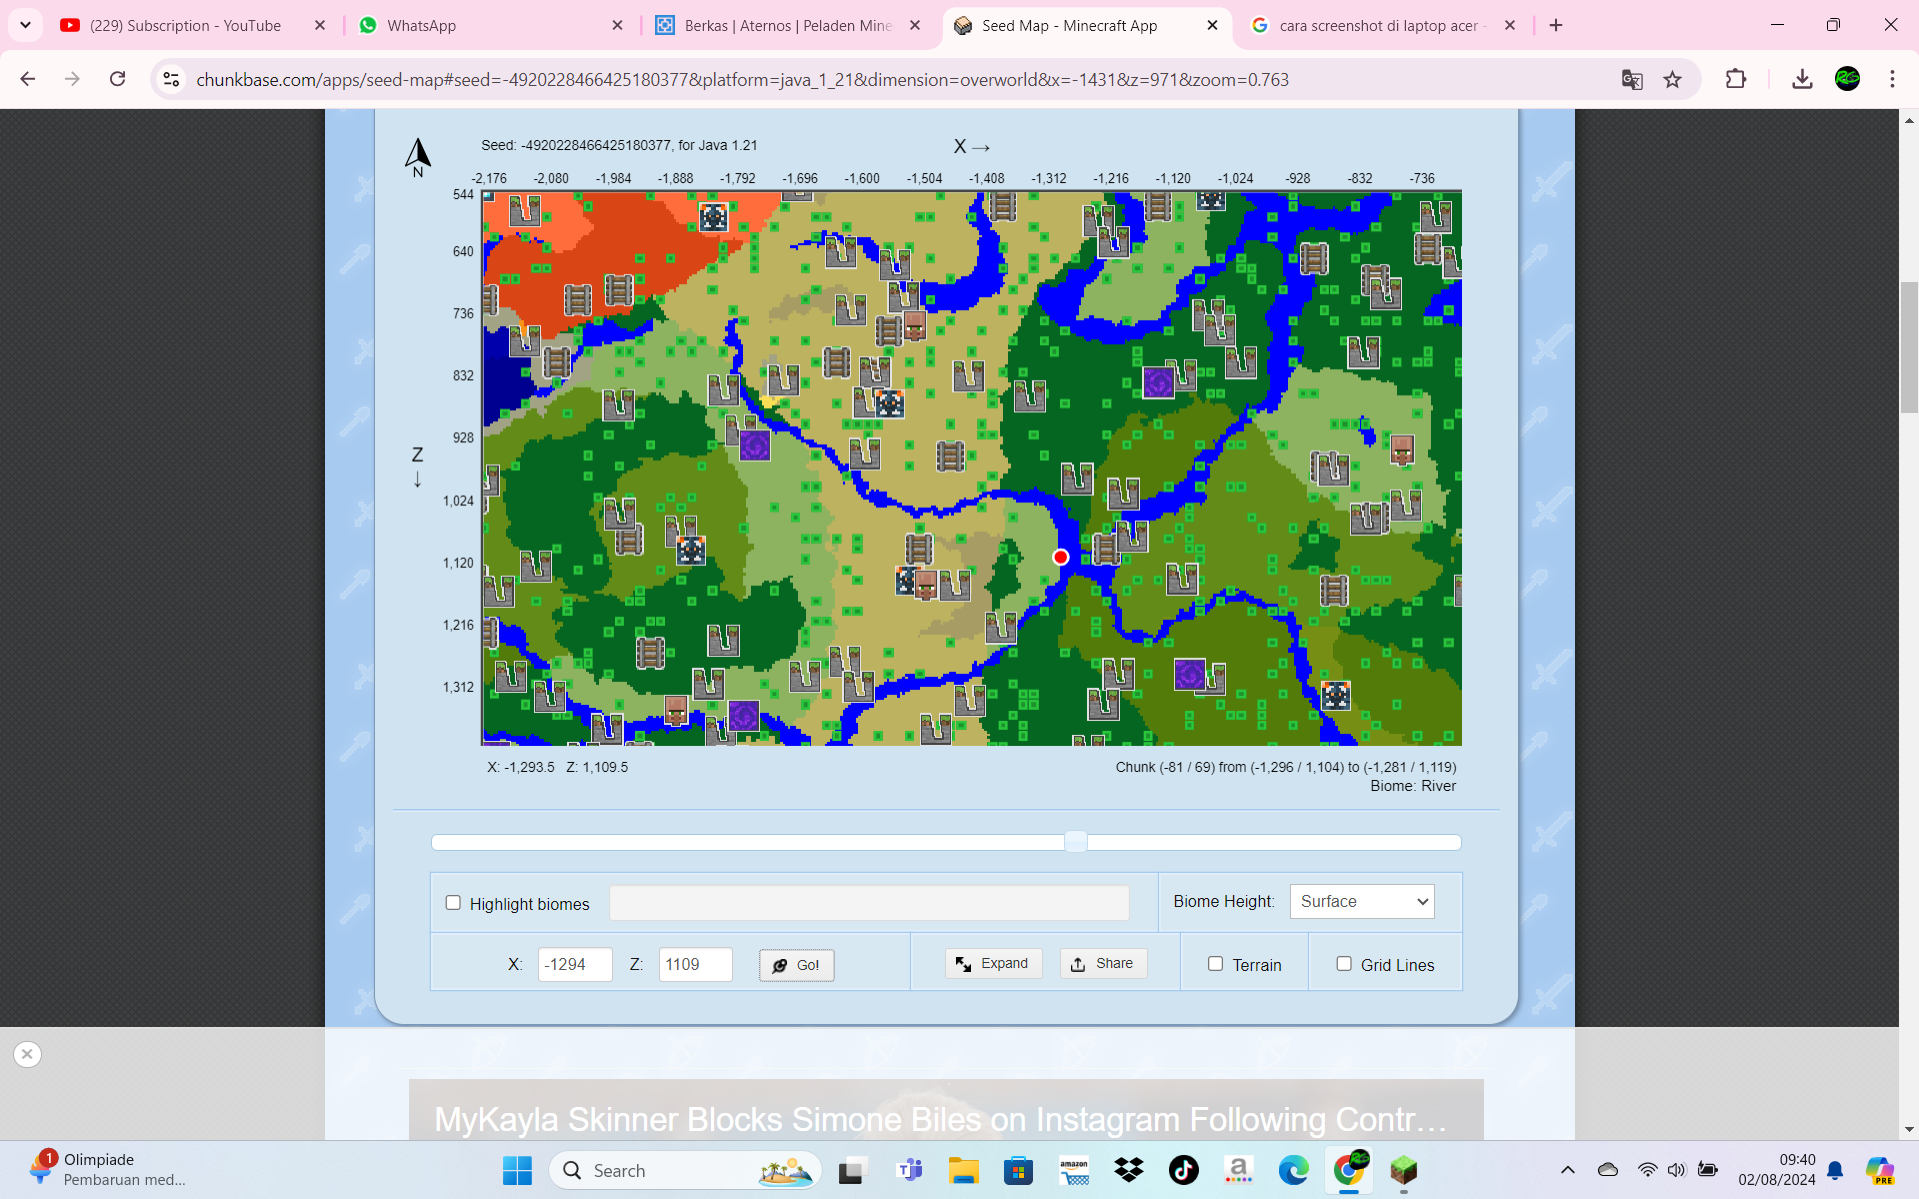 (229) Subscription - YouTube
WhatsApp
Berkas | Aternos | Peladen Mine
Seed Map - Minecraft App
cara screenshot di laptop acer -
chunkbase.com/apps/seed-map#seed=-4920228466425180377&platform=java_1_21&dimension=overworld&x=-1431&z=971&zoom=0.763
N
Seed: -4920228466425180377, for Java 1.21
X →
-2,176 -2,080 -1,984 -1,888 -1,792 -1,696 -1,600 -1,504 -1,408 -1,312 -1,216 -1,120 -1,024 -928 -832 -736
544
640
736
832
928
Z
↓
1,024
1,120
1,216
1,312
X: -1,293.5 Z: 1,109.5
Chunk (-81 / 69) from (-1,296 / 1,104) to (-1,281 / 1,119)
Biome: River
Highlight biomes
Biome Height: Surface
X: -1294 Z: 1109 Go! Expand Share Terrain Grid Lines
MyKayla Skinner Blocks Simone Biles on Instagram Following Contr...
1
Olimpiade
Pembaruan med...
Search
amazon
a
PRE
09:40
02/08/2024